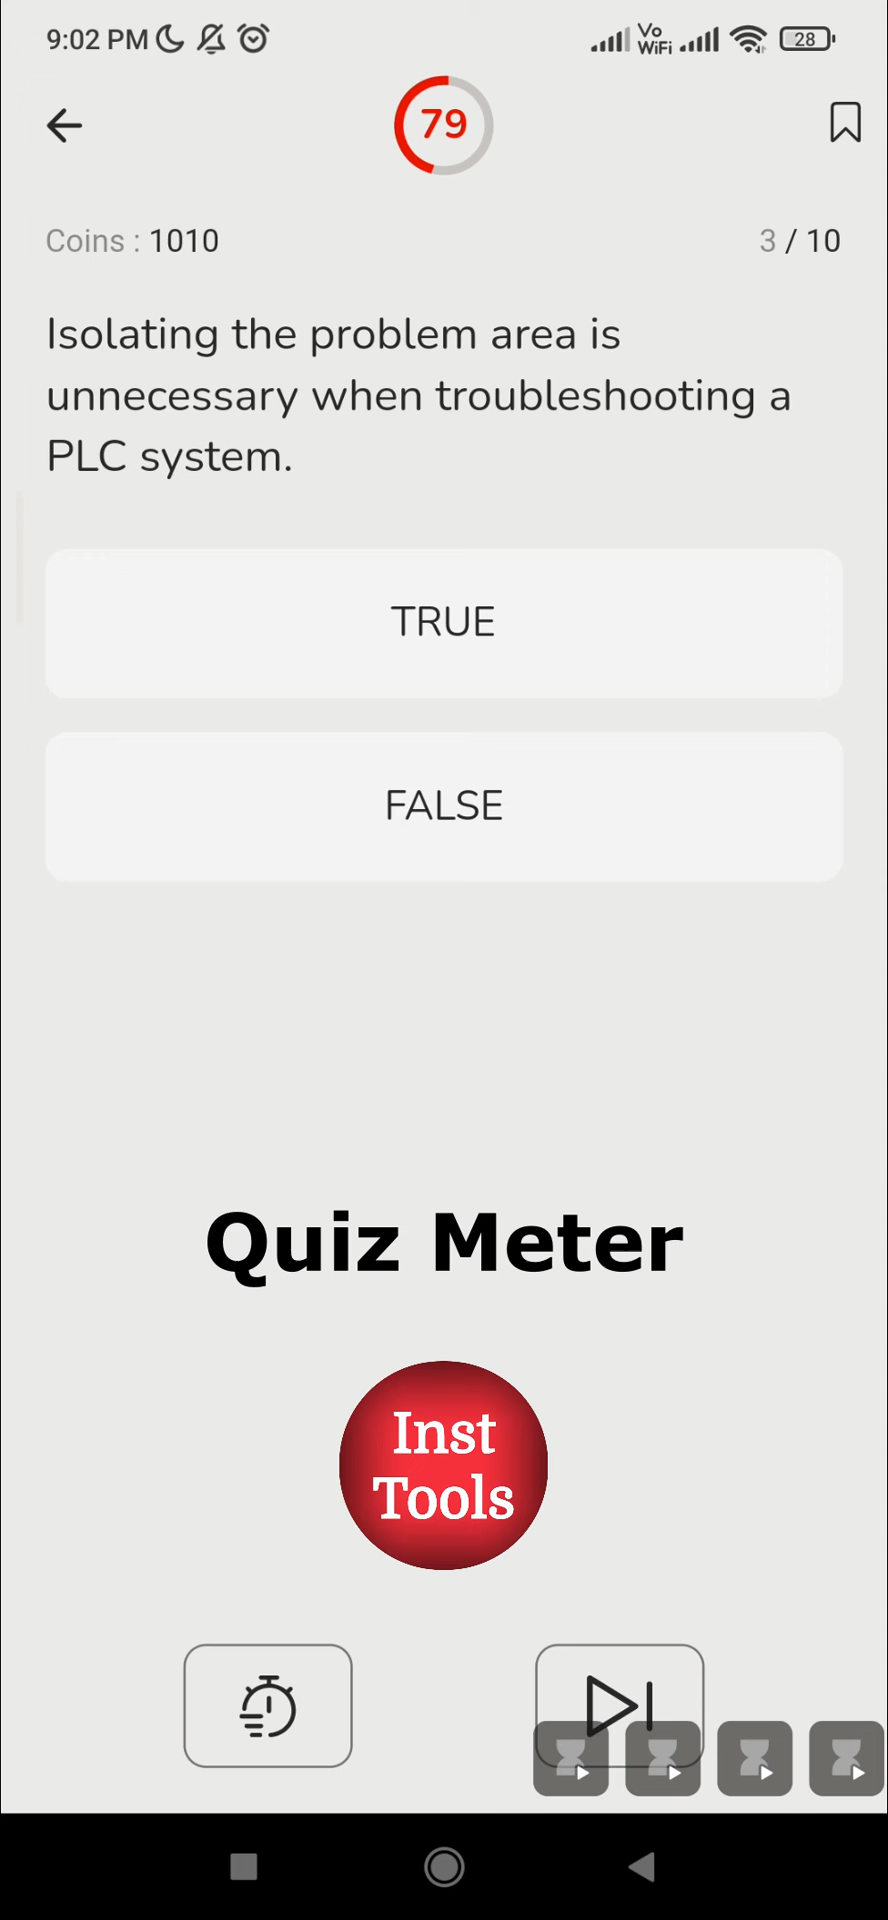 9:02 PM Vo WiFi 28
79
Coins : 1010 3 / 10
Isolating the problem area is
unnecessary when troubleshooting a
PLC system.
TRUE
FALSE
Quiz Meter
Inst
Tools